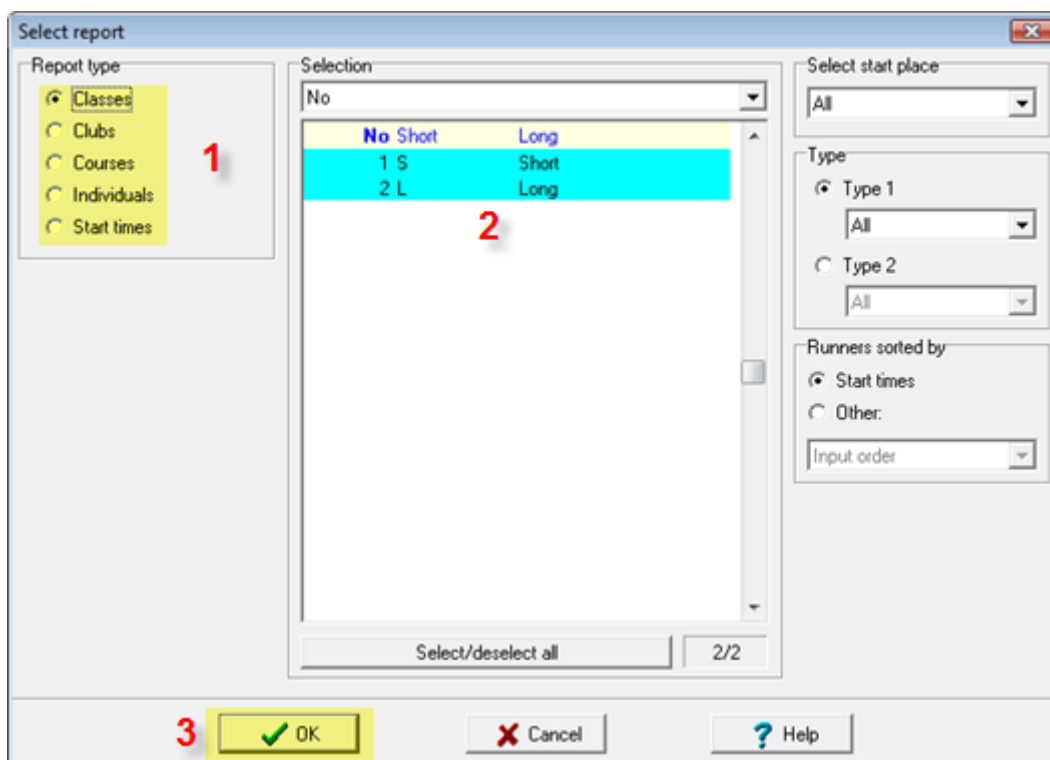 Select report
Report type
Classes
Clubs
Courses
Individuals
Start times
1
Selection
No
No Short Long
1 S Short
2 L Long
2
Select/deselect all 2/2
Select start place
All
Type
Type 1
All
Type 2
All
Runners sorted by
Start times
Other:
Input order
3 OK Cancel ? Help